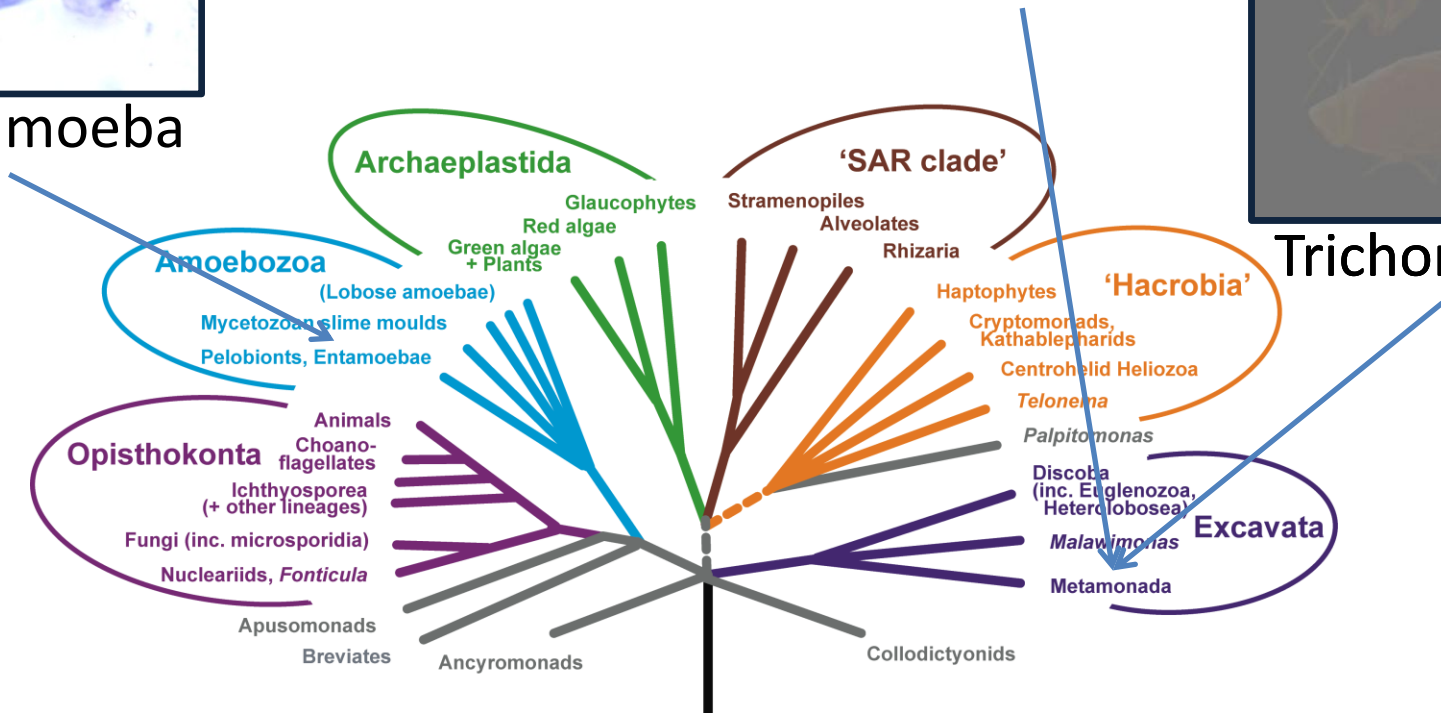 moeba
Trichor
Archaeplastida
Glaucophytes
Red algae
Green algae
+ Plants
‘SAR clade’
Stramenopiles
Alveolates
Rhizaria
Amoebozoa
(Lobose amoebae)
Mycetozoan slime moulds
Pelobionts, Entamoebae
‘Hacrobia’
Haptophytes
Cryptomonads,
Kathablepharids
Centrohelid Heliozoa
Telonema
Palpitomonas
Opisthokonta
Animals
Choano-
flagellates
Ichthyosporea
(+ other lineages)
Fungi (inc. microsporidia)
Nucleariids, Fonticula
Excavata
Discoba
(inc. Euglenozoa,
Heterolobosea)
Malawimonas
Metamonada
Apusomonads
Breviates
Ancyromonads
Collodictyonids